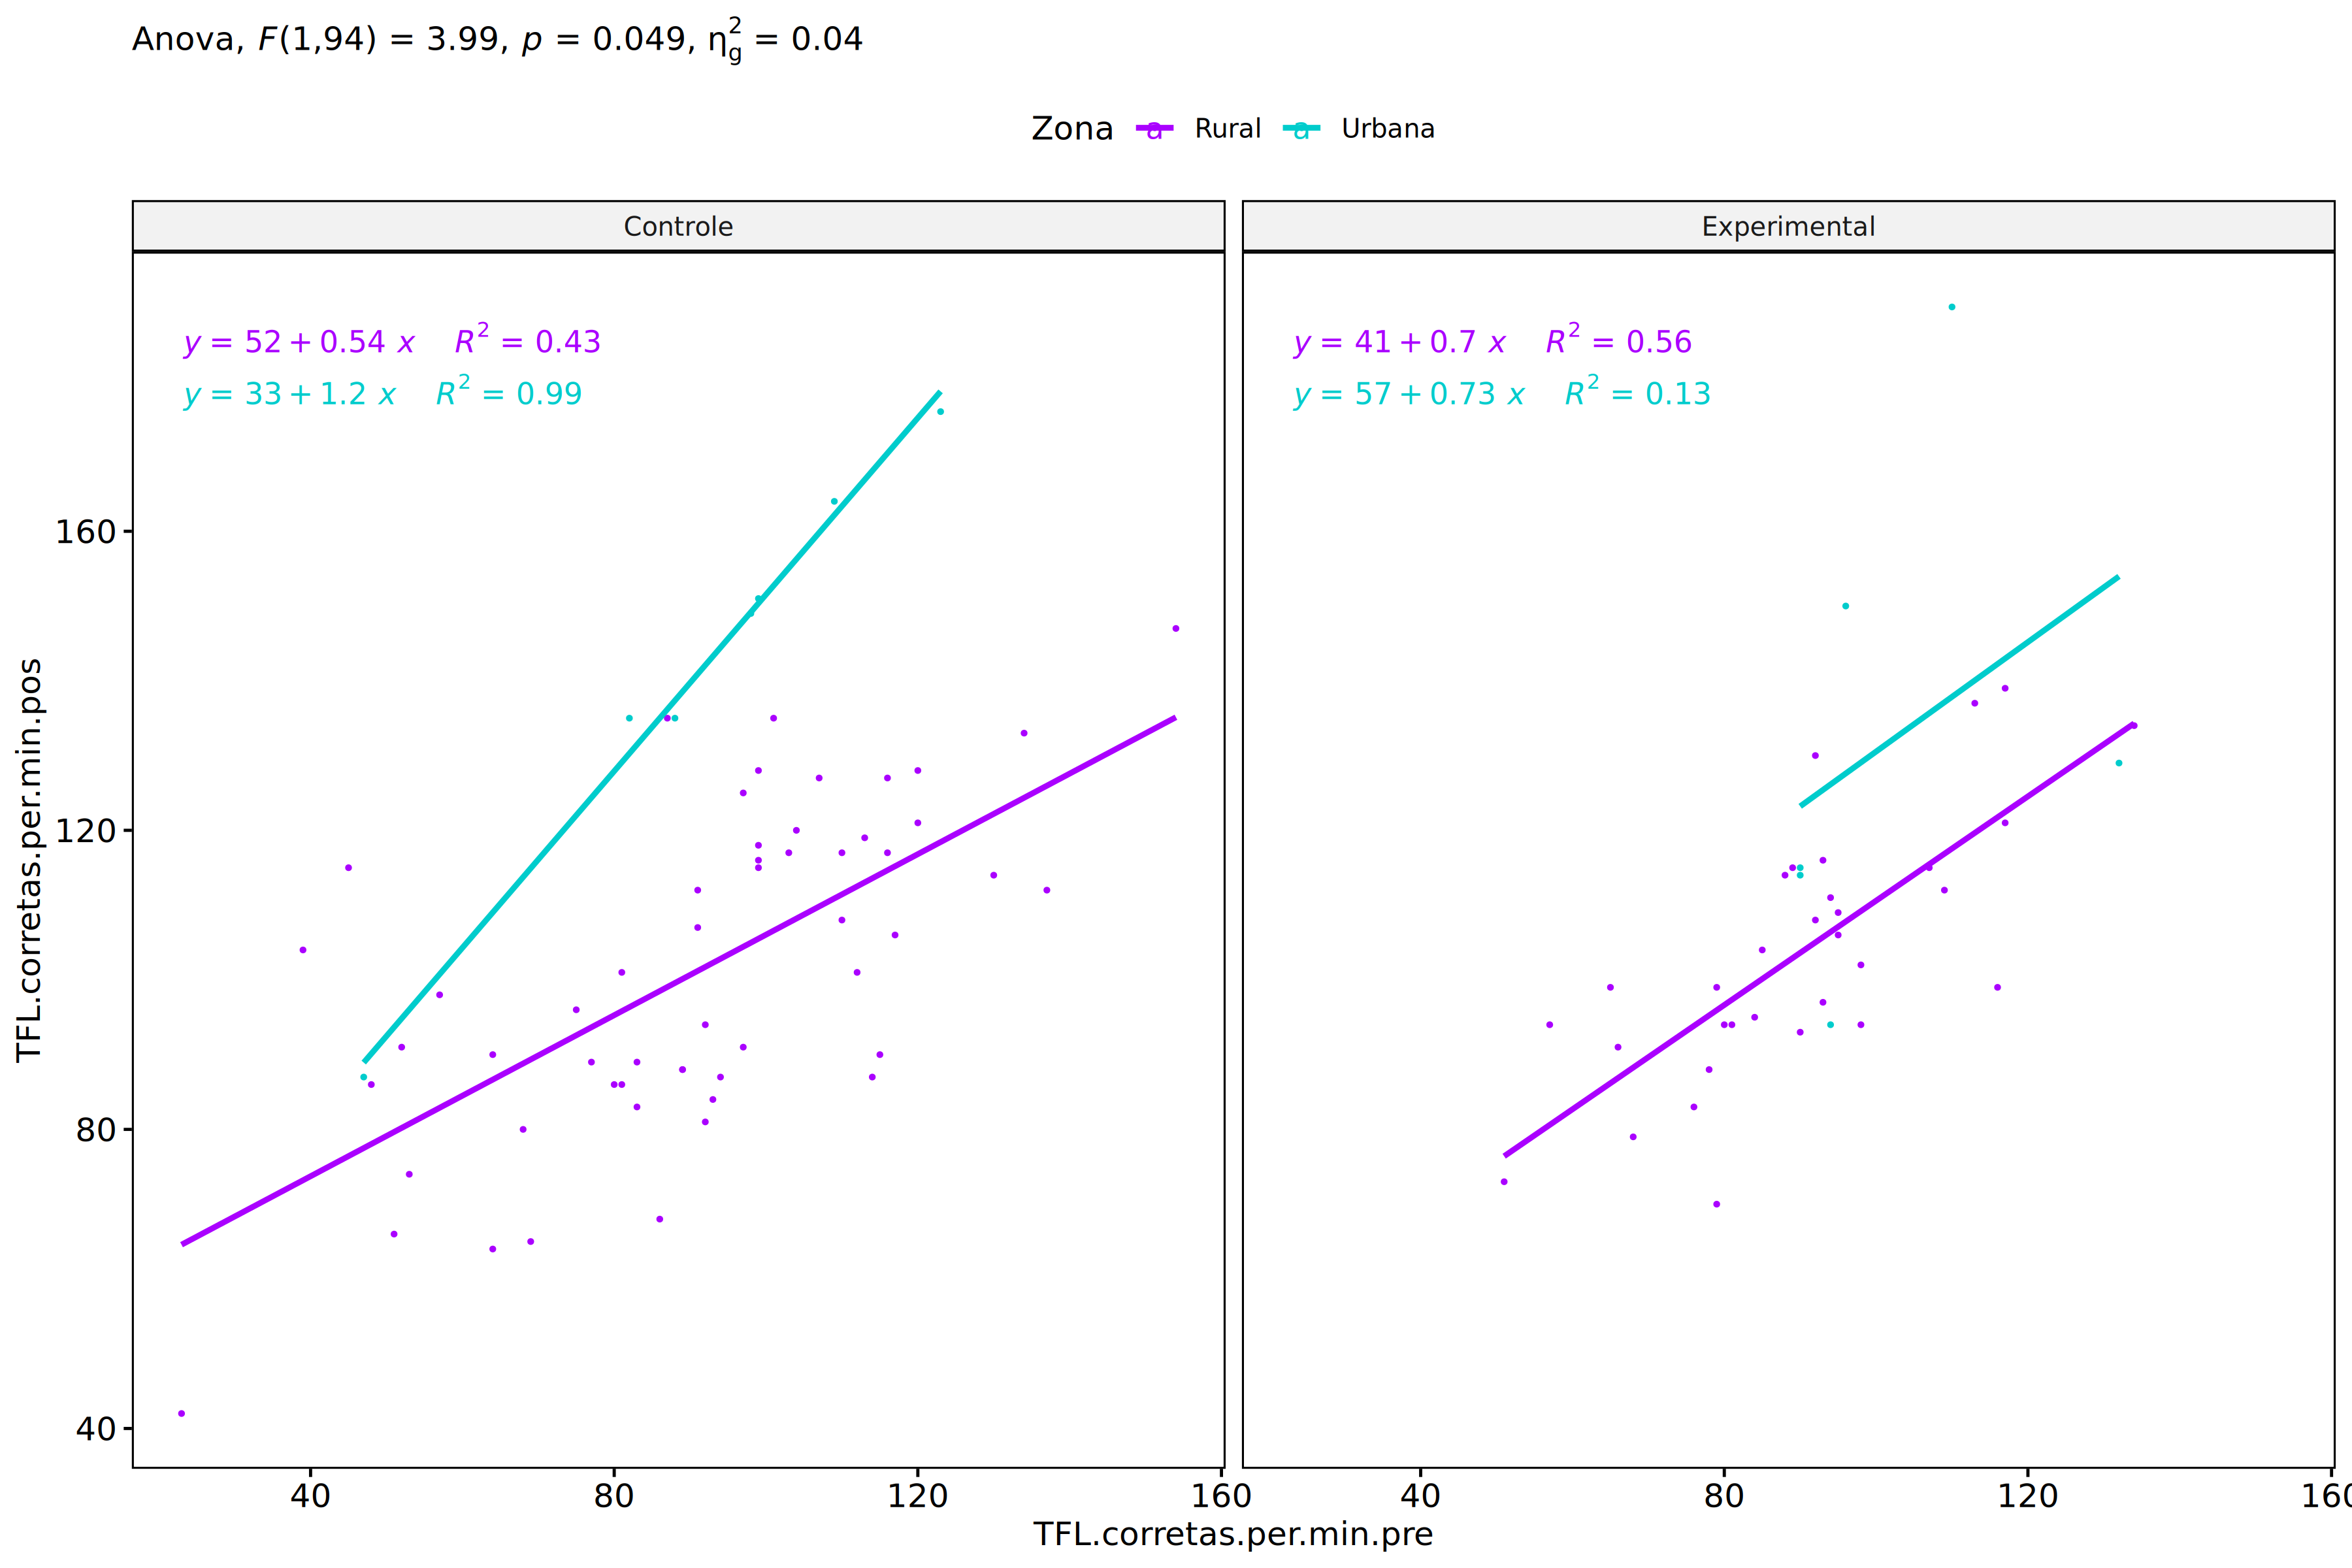 Anova, F(1,94) = 3.99, p = 0.049, η²g = 0.04
Zona a Rural a Urbana
Controle
Experimental
y = 52 + 0.54 x R² = 0.43
y = 33 + 1.2 x R² = 0.99
y = 41 + 0.7 x R² = 0.56
y = 57 + 0.73 x R² = 0.13
TFL.corretas.per.min.pos
160
120
80
40
40 80 120 160
40 80 120 160
TFL.corretas.per.min.pre